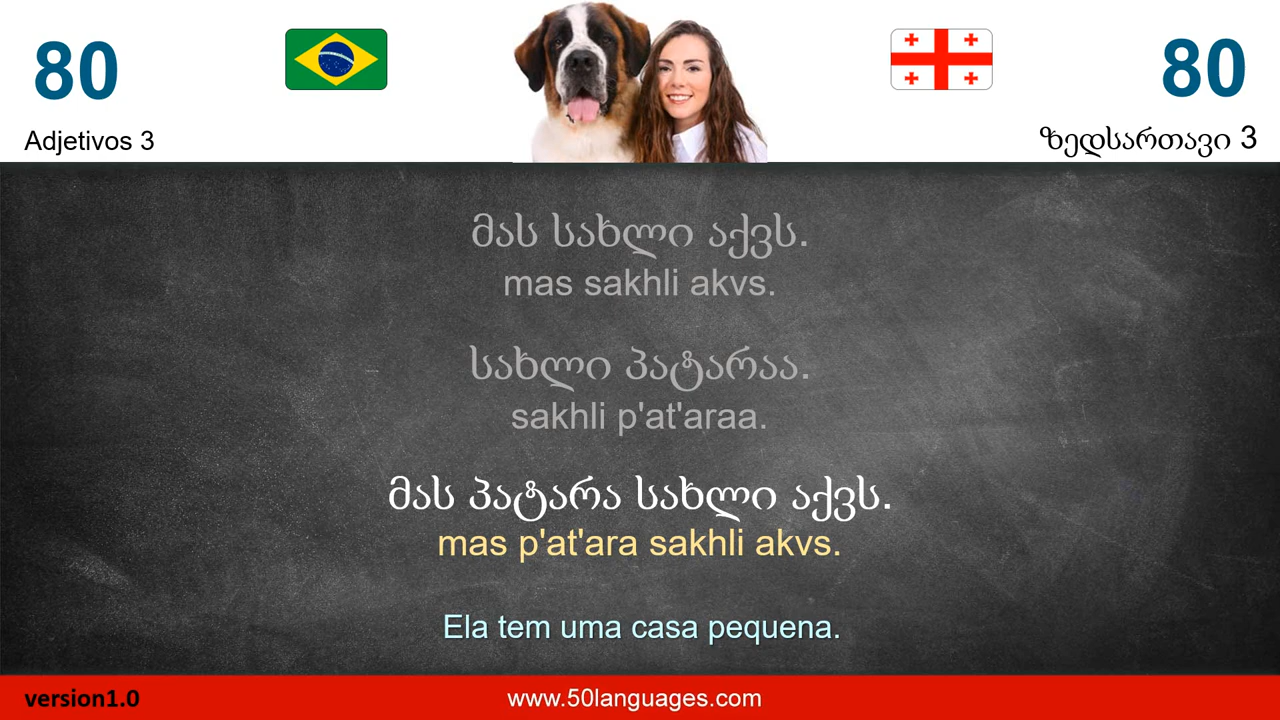 80
80
Adjetivos 3
ზედსართავი 3
მას სახლი აქვს.
mas sakhli akvs.
სახლი პატარაა.
sakhli p'at'araa.
მას პატარა სახლი აქვს.
mas p'at'ara sakhli akvs.
Ela tem uma casa pequena.
version1.0
www.50languages.com